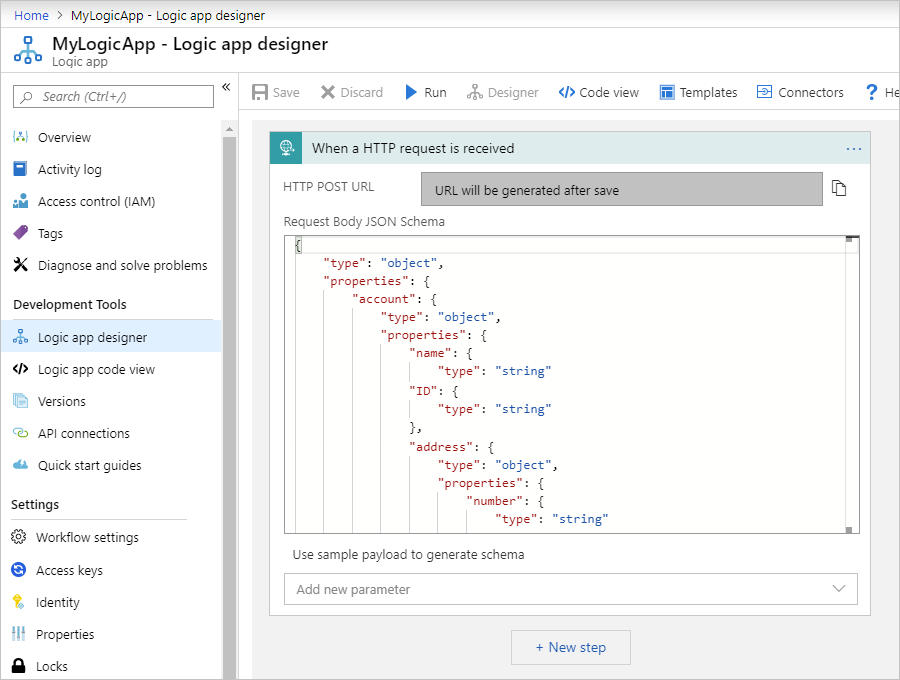 Home > MyLogicApp - Logic app designer
MyLogicApp - Logic app designer
Logic app
Search (Ctrl+/)
«
Overview
Activity log
Access control (IAM)
Tags
Diagnose and solve problems
Development Tools
Logic app designer
Logic app code view
Versions
API connections
Quick start guides
Settings
Workflow settings
Access keys
Identity
Properties
Locks
Save Discard Run Designer Code view Templates Connectors ? He
When a HTTP request is received ...
HTTP POST URL URL will be generated after save
Request Body JSON Schema
{
"type": "object",
"properties": {
"account": {
"type": "object",
"properties": {
"name": {
"type": "string"
"ID": {
"type": "string"
},
"address": {
"type": "object",
"properties": {
"number": {
"type": "string"
Use sample payload to generate schema
Add new parameter
+ New step